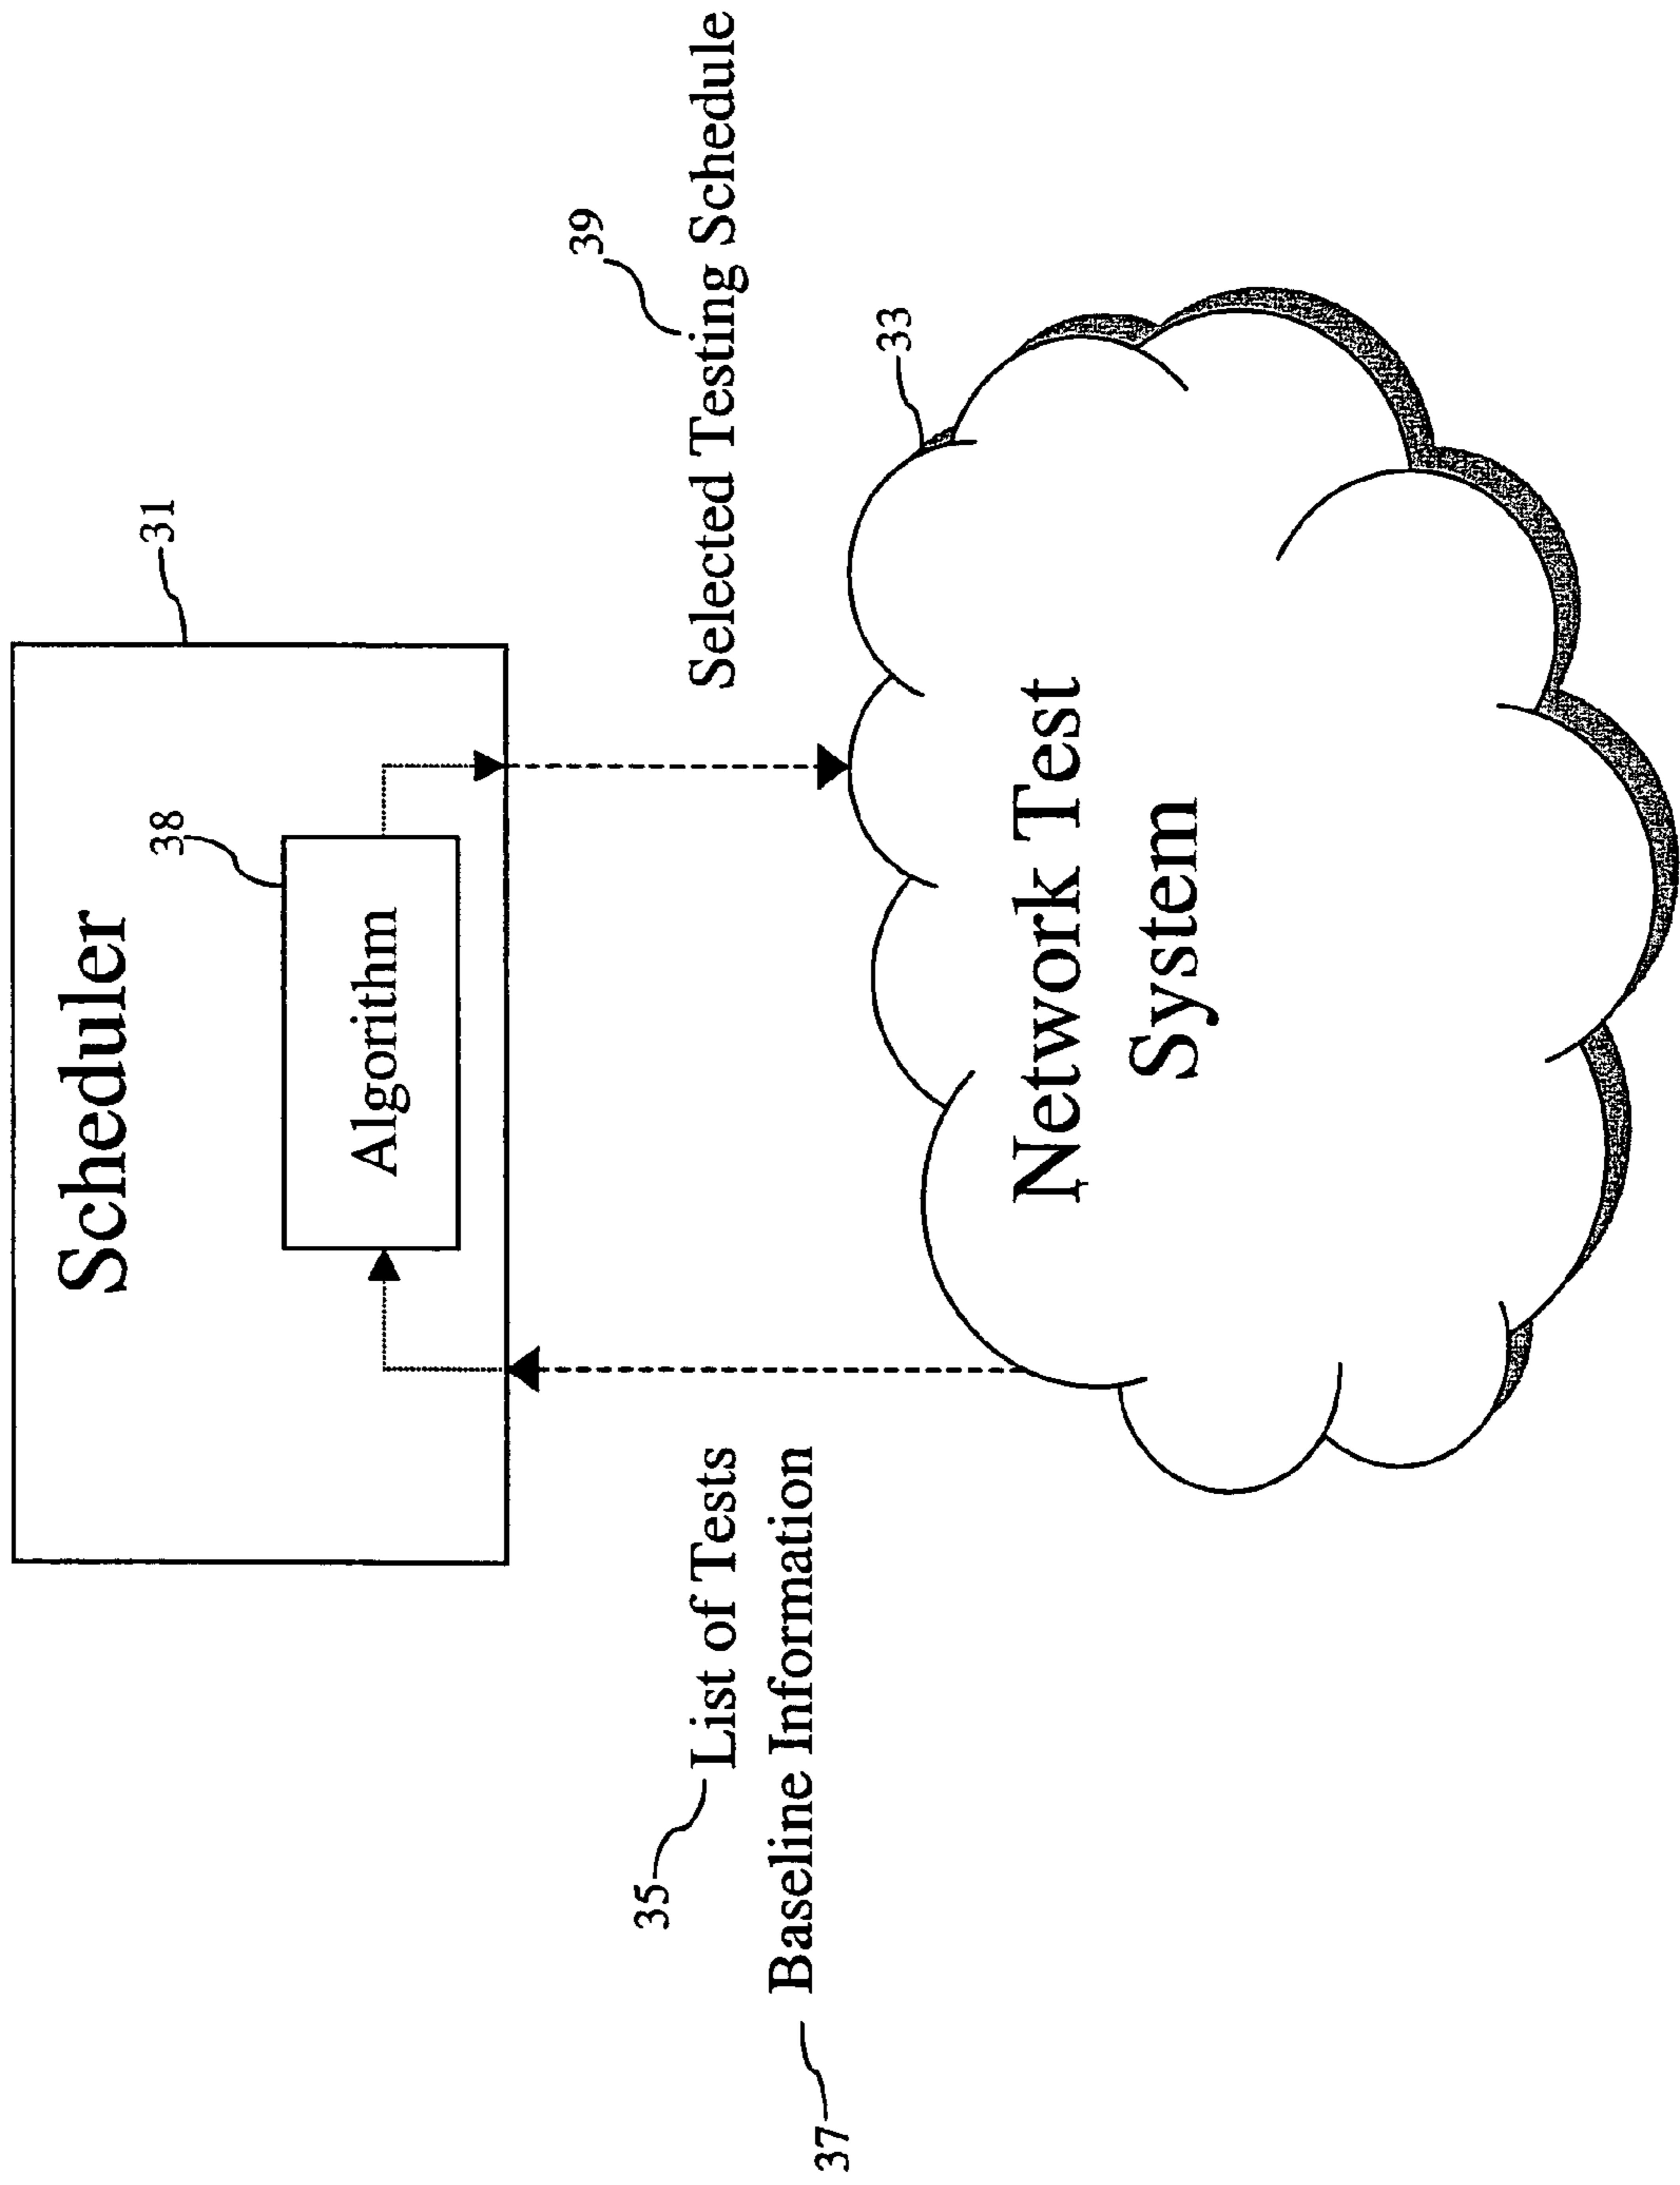 Scheduler
31
38
Algorithm
39
35
List of Tests
Selected Testing Schedule
37
Baseline Information
33
Network Test
System